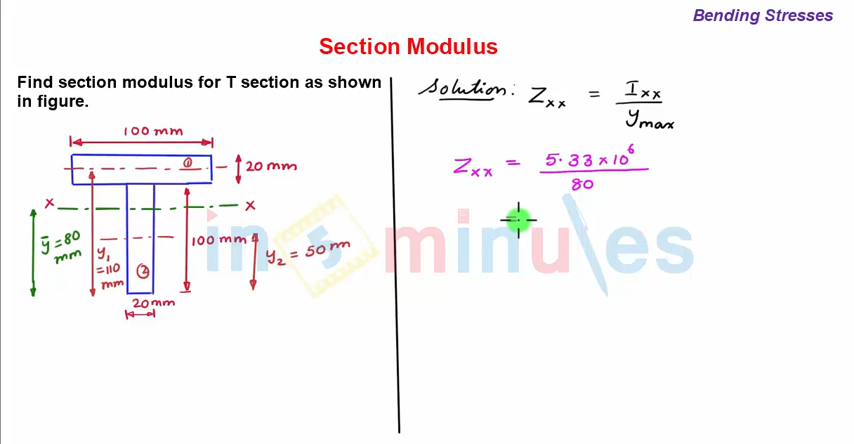 Bending Stresses
Section Modulus
Find section modulus for T section as shown
in figure.
100 mm
①
20 mm
x x
ȳ = 80
mm
y₁
= 110
mm
100 mm
②
y₂ = 50 m
20 mm
Solution: Zxx = Ixx / ymax
Zxx = 5.33 × 10⁶ / 80
=
in 5 minutes